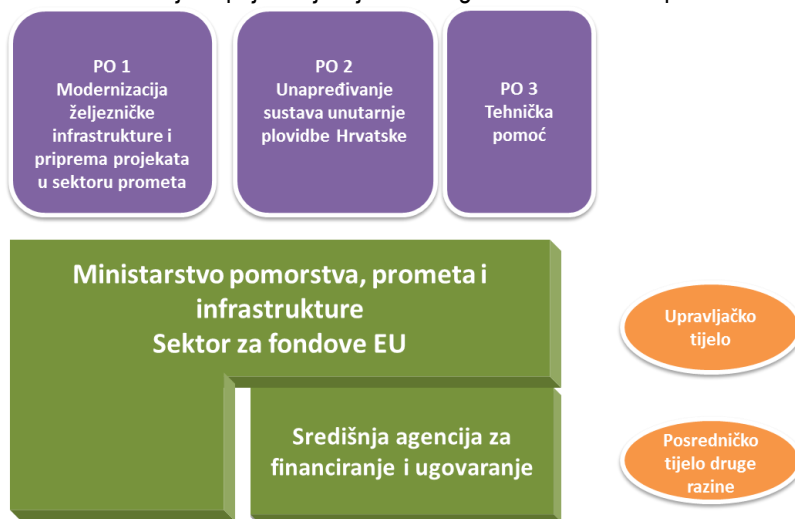 PO 1
Modernizacija
željezničke
infrastrukture i
priprema projekata
u sektoru prometa
PO 2
Unapređivanje
sustava unutarnje
plovidbe Hrvatske
PO 3
Tehnička
pomoć
Ministarstvo pomorstva, prometa i
infrastrukture
Sektor za fondove EU
Upravljačko
tijelo
Središnja agencija za
financiranje i ugovaranje
Posredničko
tijelo druge
razine